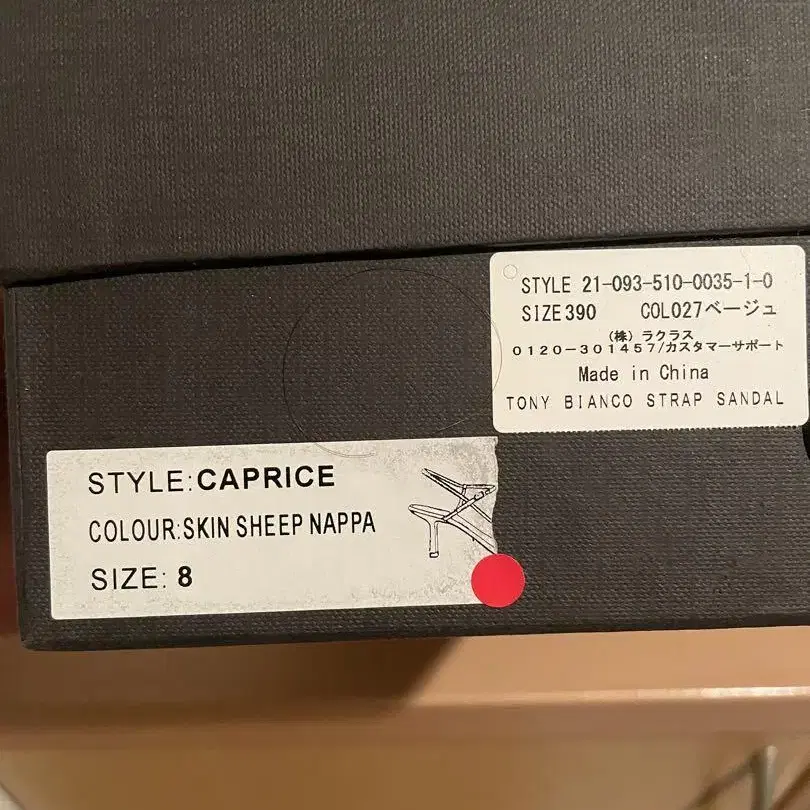 STYLE 21-093-510-0035-1-0
SIZE390 COL027ベージュ
(株)ラクラス
0120-301457/カスタマーサポート
Made in China
TONY BIANCO STRAP SANDAL
STYLE:CAPRICE
COLOUR:SKIN SHEEP NAPPA
SIZE: 8